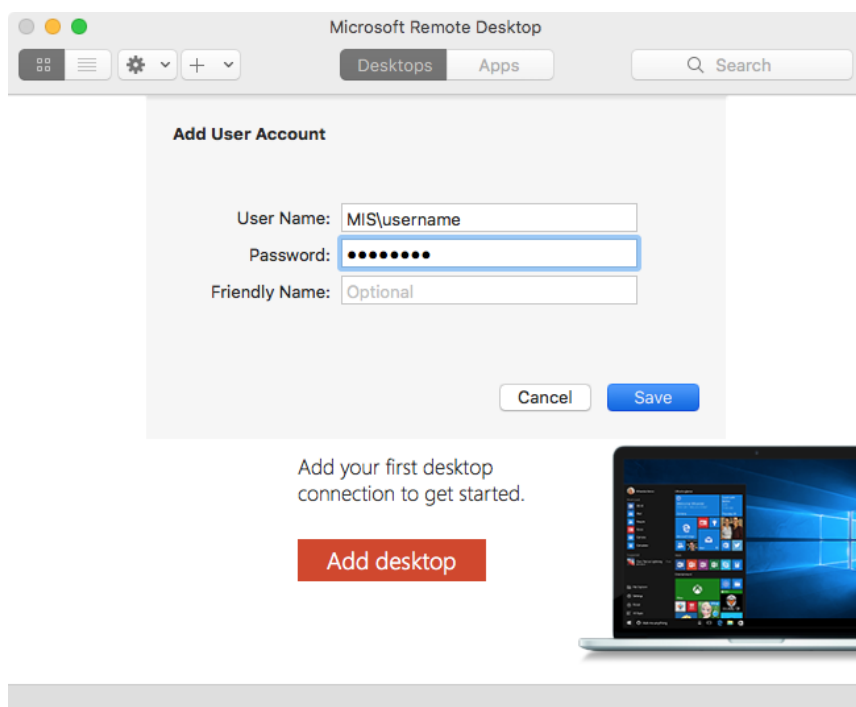 Microsoft Remote Desktop
Desktops Apps Search
Add User Account
User Name: MIS\username
Password: ••••••••
Friendly Name: Optional
Cancel Save
Add your first desktop
connection to get started.
Add desktop